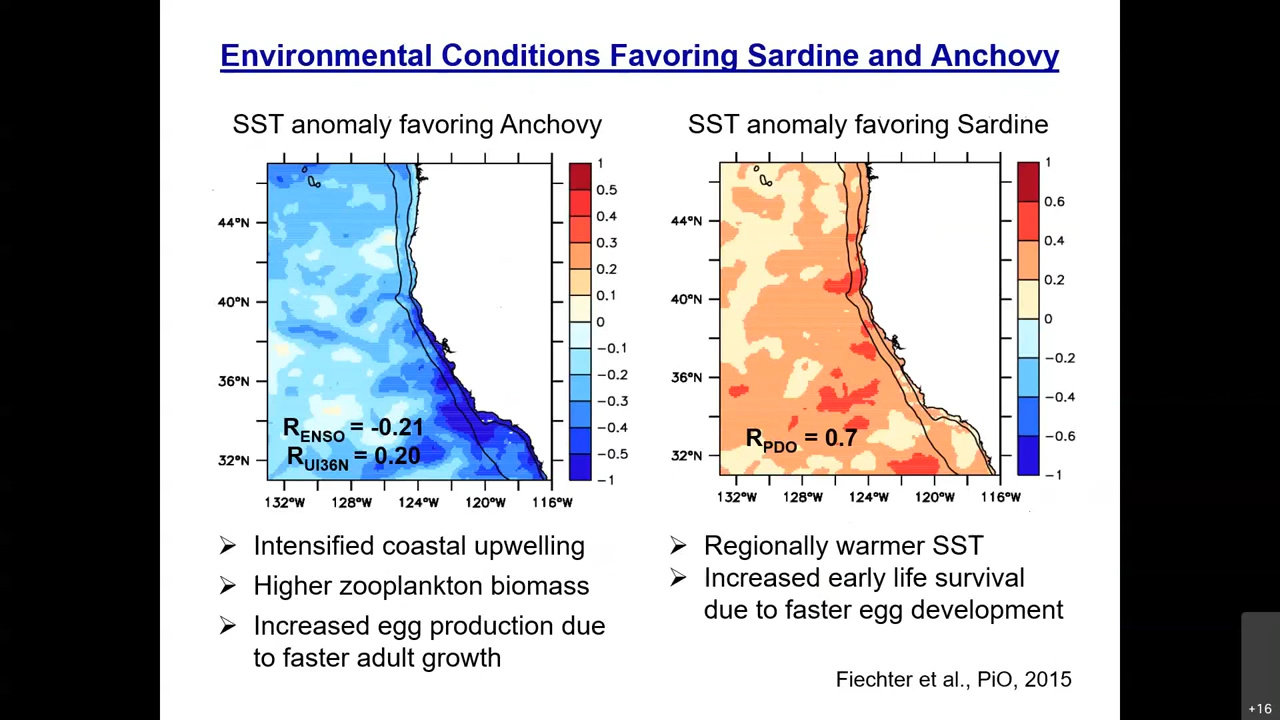 Environmental Conditions Favoring Sardine and Anchovy
SST anomaly favoring Anchovy
44°N
40°N
36°N
32°N
132°W 128°W 124°W 120°W 116°W
1
0.5
0.4
0.3
0.2
0.1
0
−0.1
−0.2
−0.3
−0.4
−0.5
−1
RENSO = -0.21
RUI36N = 0.20
Intensified coastal upwelling
Higher zooplankton biomass
Increased egg production due
to faster adult growth
SST anomaly favoring Sardine
44°N
40°N
36°N
32°N
132°W 128°W 124°W 120°W 116°W
1
0.6
0.4
0.2
0
−0.2
−0.4
−0.6
−1
RPDO = 0.7
Regionally warmer SST
Increased early life survival
due to faster egg development
Fiechter et al., PiO, 2015
+16